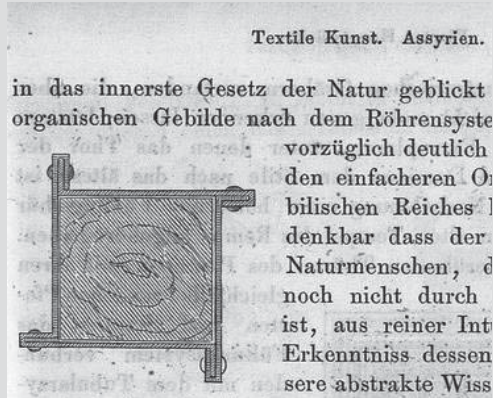 Textile Kunst. Assyrien.
in das innerste Gesetz der Natur geblickt
organischen Gebilde nach dem Röhrensyste
vorzüglich deutlich
den einfacheren O
bilischen Reiches
denkbar dass der
Naturmenschen, d
noch nicht durch
ist, aus reiner Int
Erkenntniss dessen
sere abstrakte Wiss